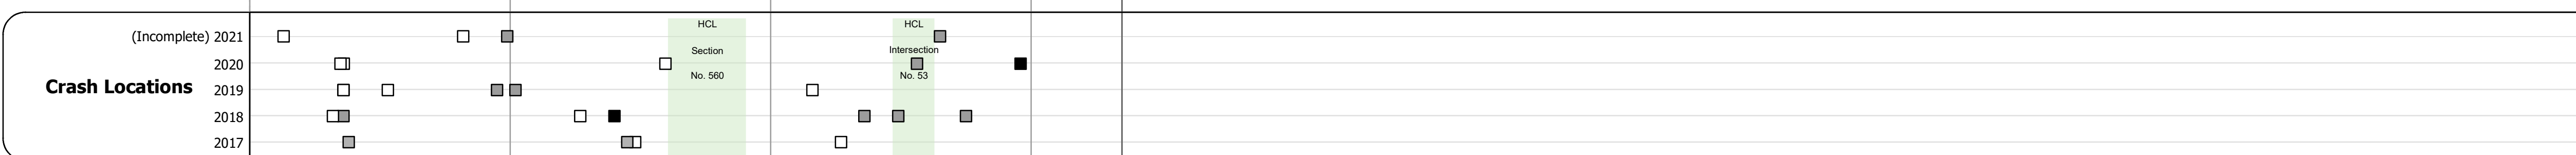 HCL
HCL
(Incomplete) 2021
Section
Intersection
2020
No. 560
No. 53
Crash Locations
2019
2018
2017